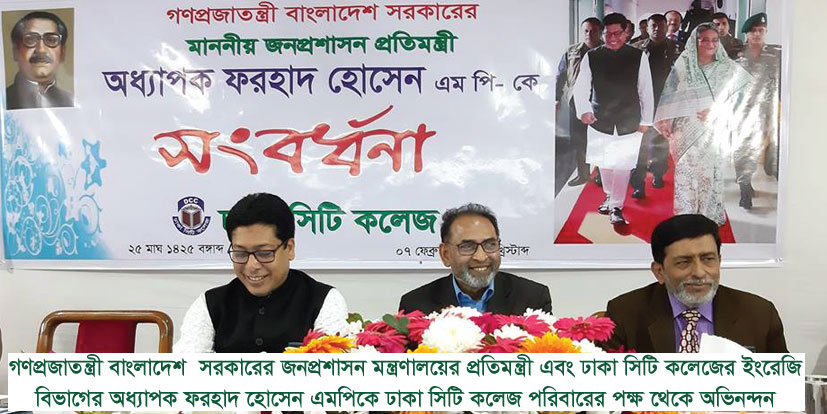 গণপ্রজাতন্ত্রী বাংলাদেশ সরকারের
মাননীয় জনপ্রশাসন প্রতিমন্ত্রী
অধ্যাপক ফরহাদ হোসেন এম পি- কে
সংবর্ধনা
DCC
সিটি কলেজ
২৫ মাঘ ১৪২৫ বঙ্গাব্দ ০৭ ফেব্রু
গণপ্রজাতন্ত্রী বাংলাদেশ সরকারের জনপ্রশাসন মন্ত্রণালয়ের প্রতিমন্ত্রী এবং ঢাকা সিটি কলেজের ইংরেজি
বিভাগের অধ্যাপক ফরহাদ হোসেন এমপিকে ঢাকা সিটি কলেজ পরিবারের পক্ষ থেকে অভিনন্দন